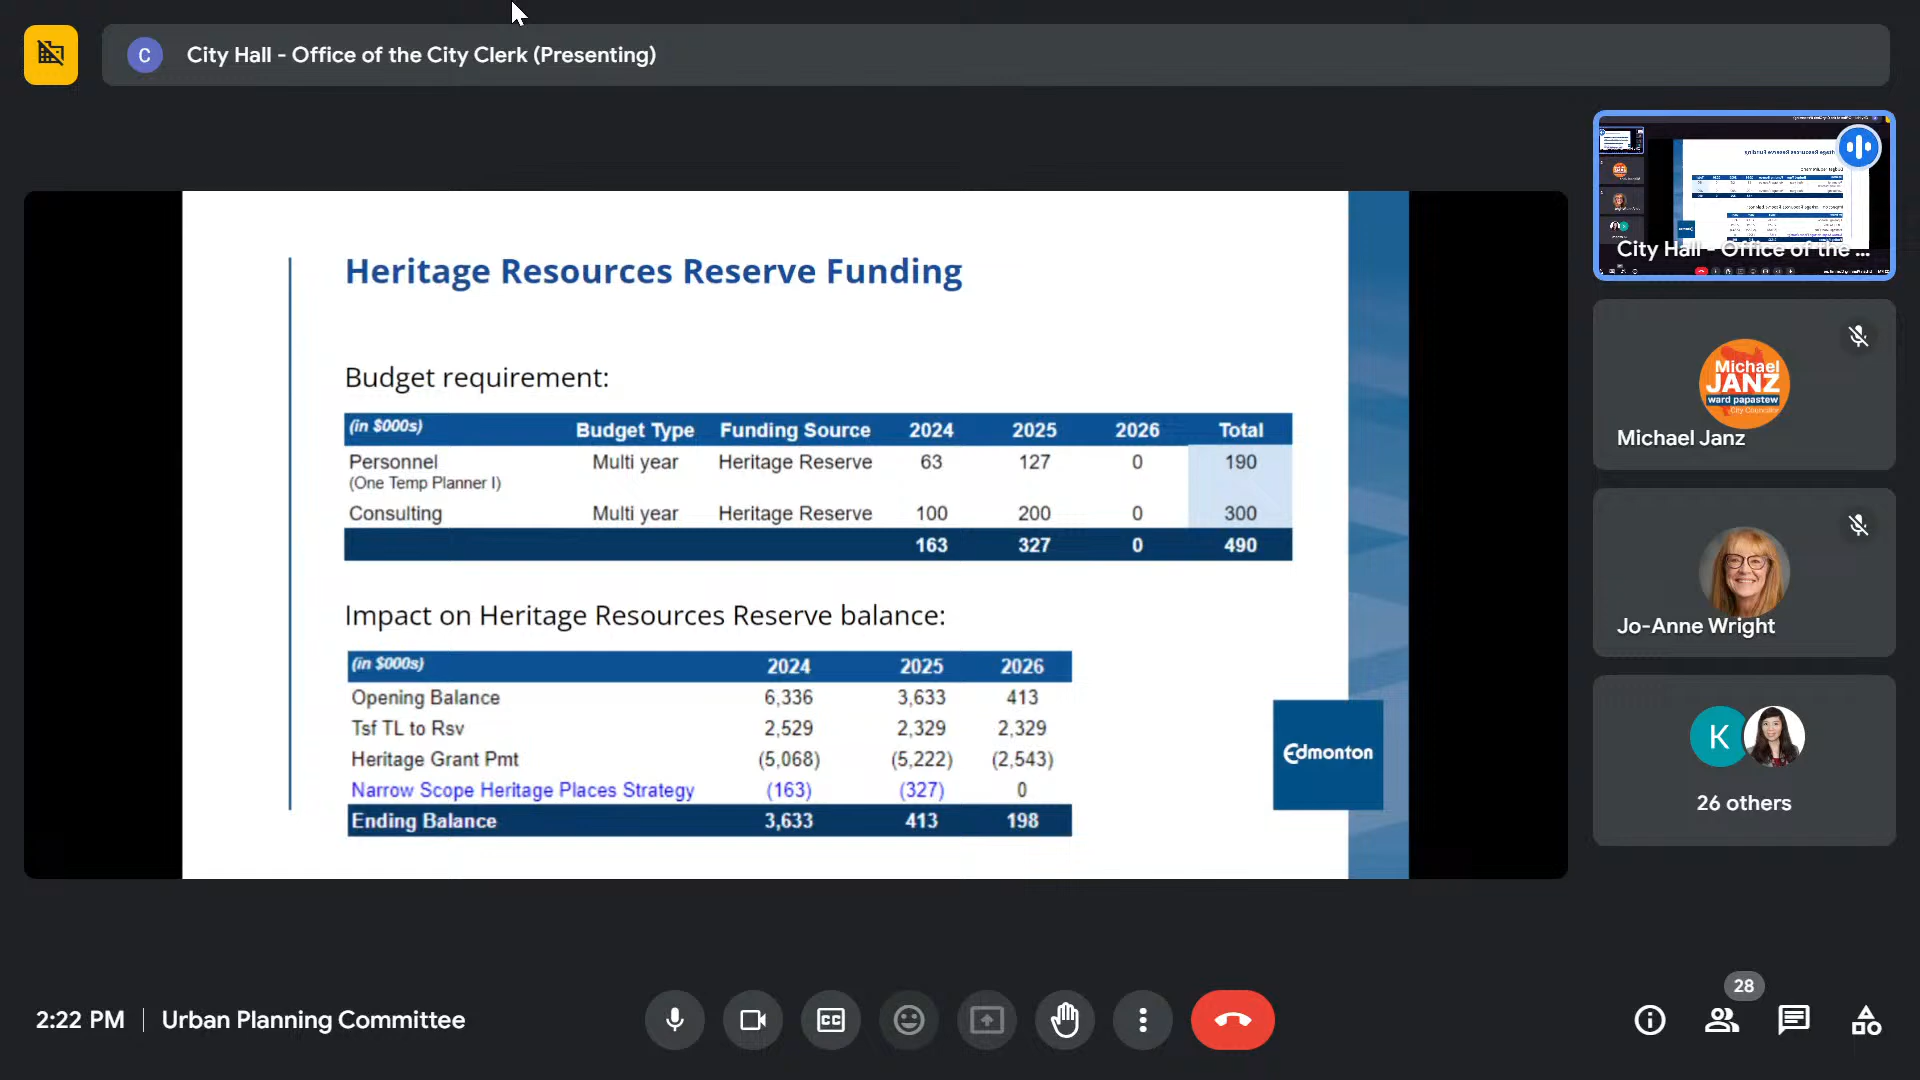 C City Hall - Office of the City Clerk (Presenting)
Heritage Resources Reserve Funding
Budget requirement:
(in $000s) Budget Type Funding Source 2024 2025 2026 Total
Personnel Multi year Heritage Reserve 63 127 0 190
(One Temp Planner I)
Consulting Multi year Heritage Reserve 100 200 0 300
163 327 0 490
Impact on Heritage Resources Reserve balance:
(in $000s) 2024 2025 2026
Opening Balance 6,336 3,633 413
Tsf TL to Rsv 2,529 2,329 2,329
Heritage Grant Pmt (5,068) (5,222) (2,543)
Narrow Scope Heritage Places Strategy (163) (327) 0
Ending Balance 3,633 413 198
Edmonton
City Hall - Office of the ...
Michael
JANZ
ward papastew
City Councillor
Michael Janz
Jo-Anne Wright
K
26 others
2:22 PM Urban Planning Committee
CC
28